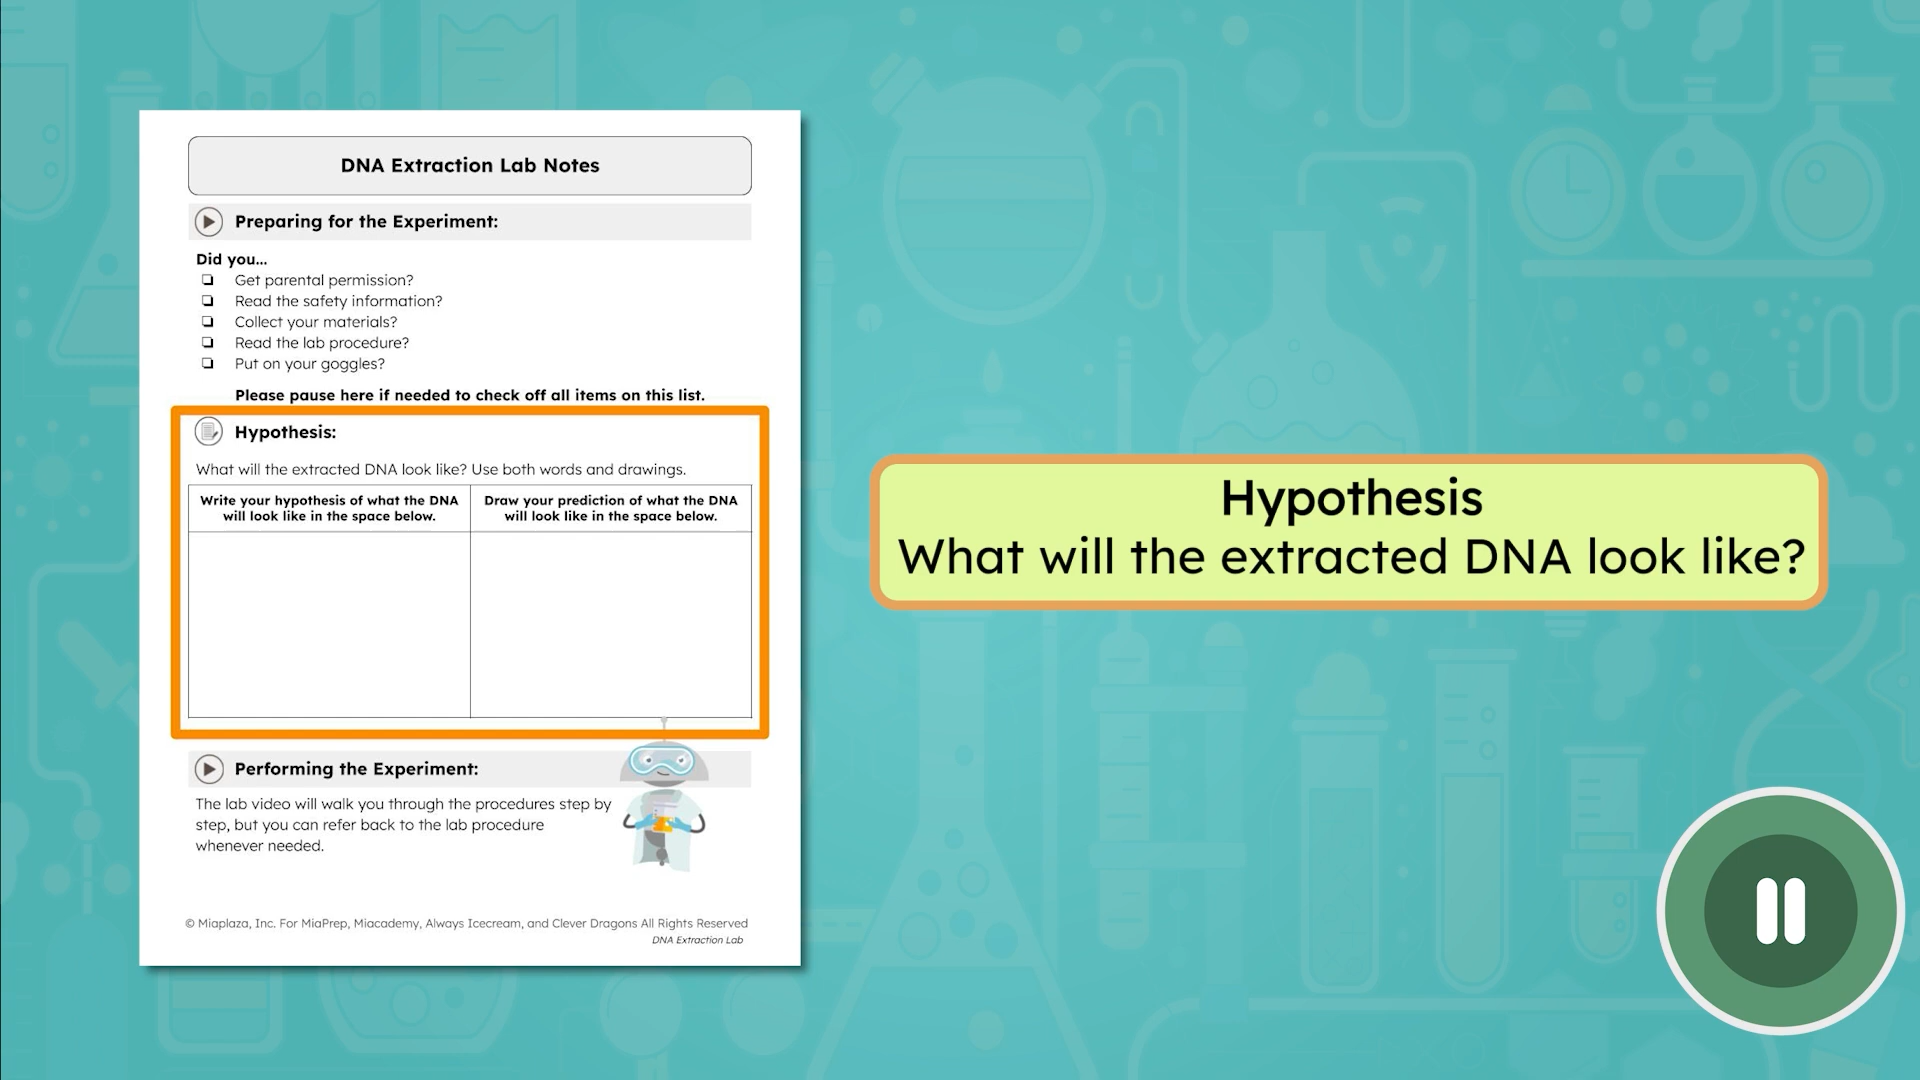 DNA Extraction Lab Notes
Preparing for the Experiment:
Did you...
Get parental permission?
Read the safety information?
Collect your materials?
Read the lab procedure?
Put on your goggles?
Please pause here if needed to check off all items on this list.
Hypothesis:
What will the extracted DNA look like? Use both words and drawings.
Write your hypothesis of what the DNA
will look like in the space below.
Draw your prediction of what the DNA
will look like in the space below.
Performing the Experiment:
The lab video will walk you through the procedures step by
step, but you can refer back to the lab procedure
whenever needed.
© Miaplaza, Inc. For MiaPrep, Miacademy, Always Icecream, and Clever Dragons All Rights Reserved
DNA Extraction Lab
Hypothesis
What will the extracted DNA look like?